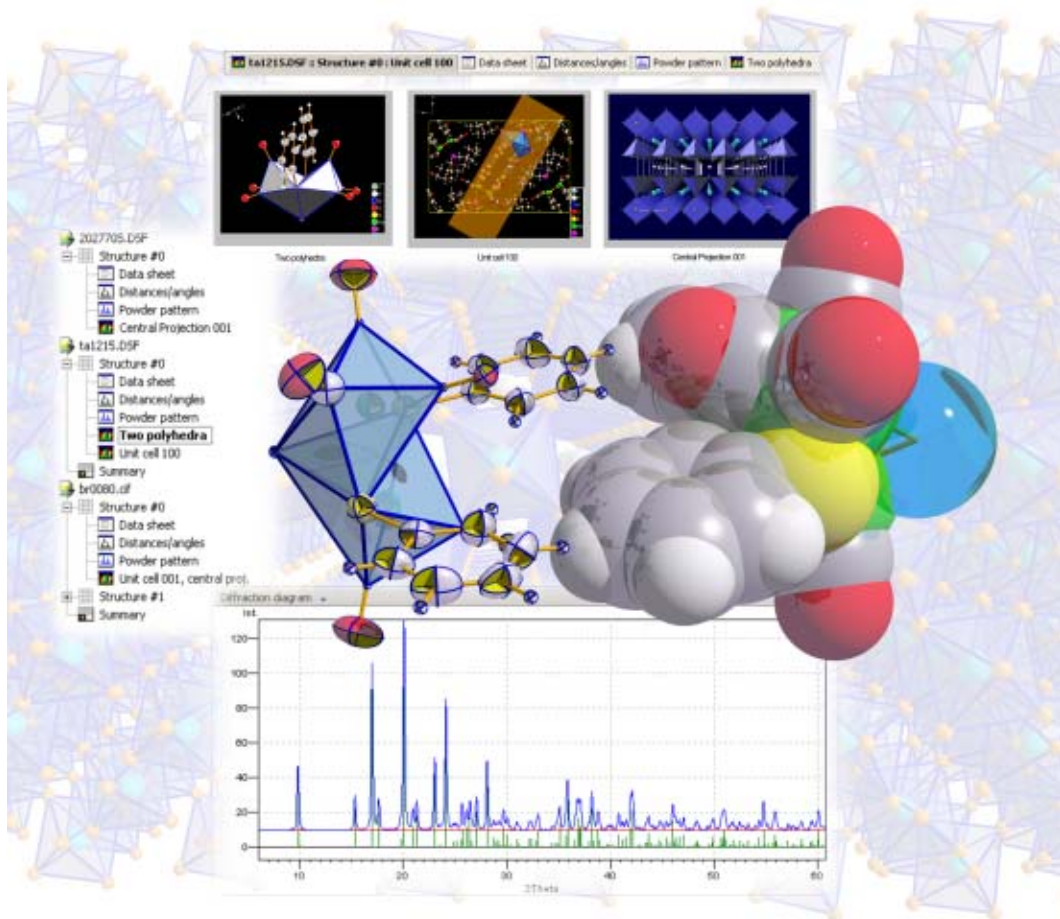 ta1215.DSF :: Structure #0 : Unit cell 100 Data sheet Distances/angles Powder pattern Two polyhedra
Two polyhedra
Unit cell 100
Central Projection 001
2027705.DSF
Structure #0
Data sheet
Distances/angles
Powder pattern
Central Projection 001
ta1215.DSF
Structure #0
Data sheet
Distances/angles
Powder pattern
Two polyhedra
Unit cell 100
Summary
br0080.cif
Structure #0
Data sheet
Distances/angles
Powder pattern
Unit cell 001, central proj.
Structure #1
Summary
Diffraction diagram
Int.
120
100
80
60
40
20
0
10 20 30 40 50 60
2Theta